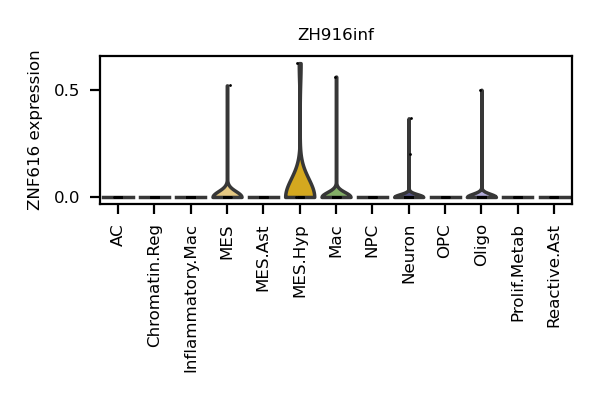 ZH916inf
ZNF616 expression
0.5
0.0
AC
Chromatin.Reg
Inflammatory.Mac
MES
MES.Ast
MES.Hyp
Mac
NPC
Neuron
OPC
Oligo
Prolif.Metab
Reactive.Ast